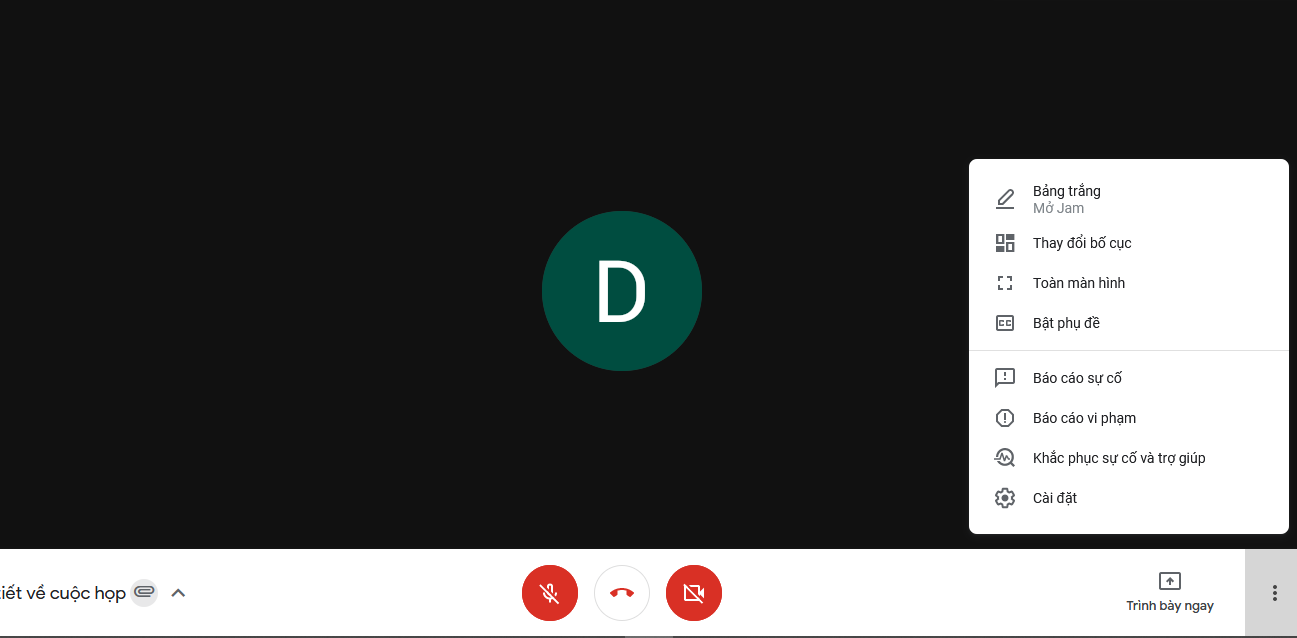 D
Bảng trắng
Mở Jam
Thay đổi bố cục
Toàn màn hình
Bật phụ đề
Báo cáo sự cố
Báo cáo vi phạm
Khắc phục sự cố và trợ giúp
Cài đặt
iết về cuộc họp
Trình bày ngay